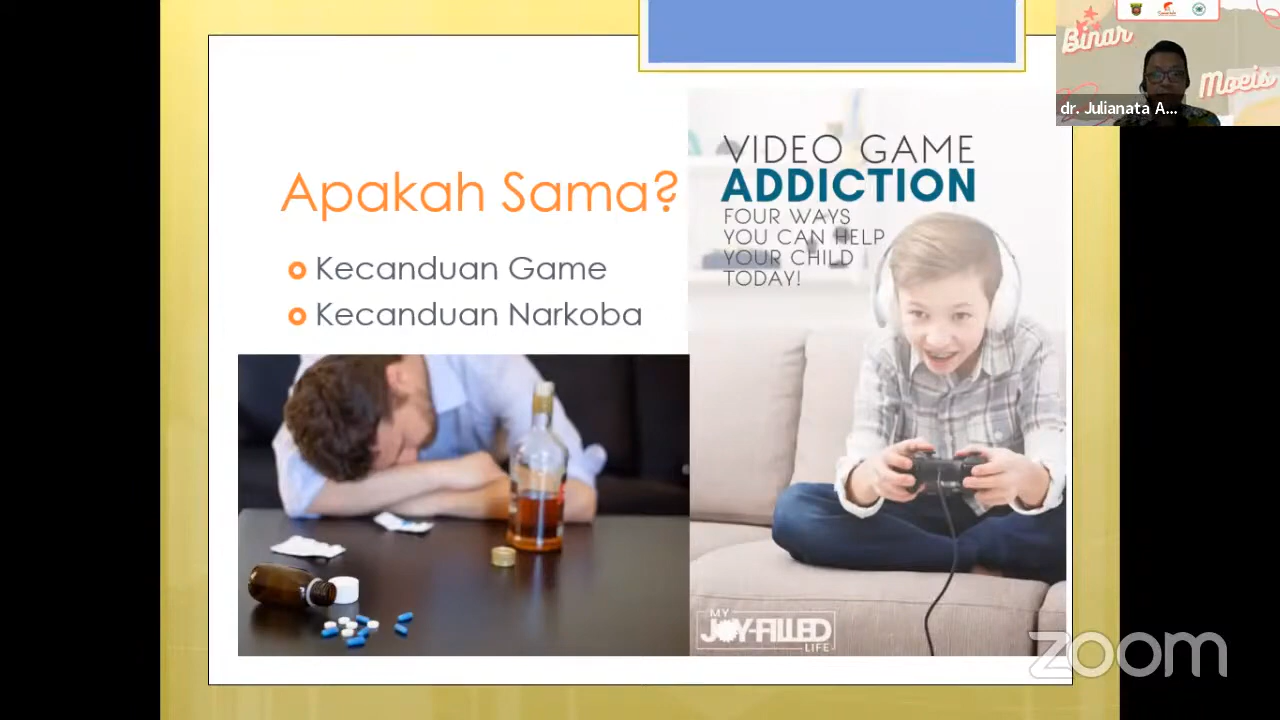 Apakah Sama?
Kecanduan Game
Kecanduan Narkoba
VIDEO GAME
ADDICTION
FOUR WAYS
YOU CAN HELP
YOUR CHILD
TODAY!
MY
JOY-FILLED
LIFE
Binar
Moeis
dr. Julianata A...
zoom